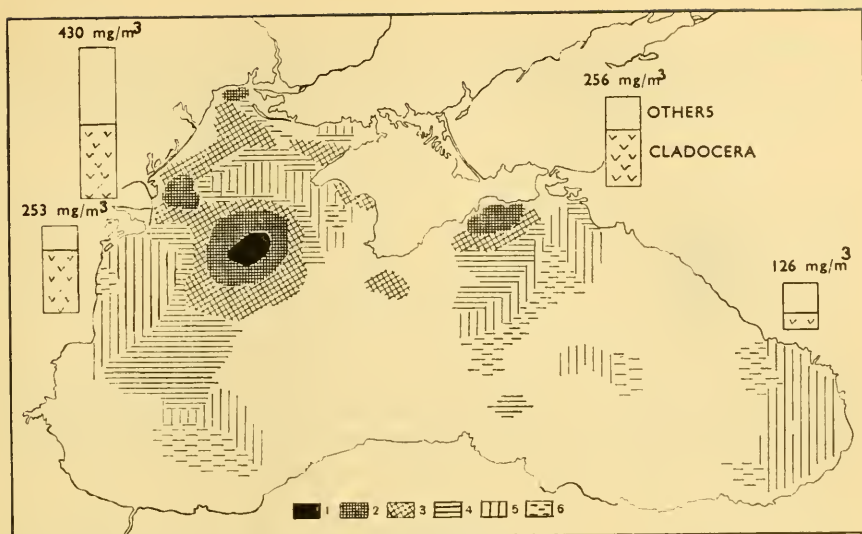 430 mg/m³
256 mg/m³
OTHERS
CLADOCERA
253 mg/m³
126 mg/m³
1 2 3 4 5 6